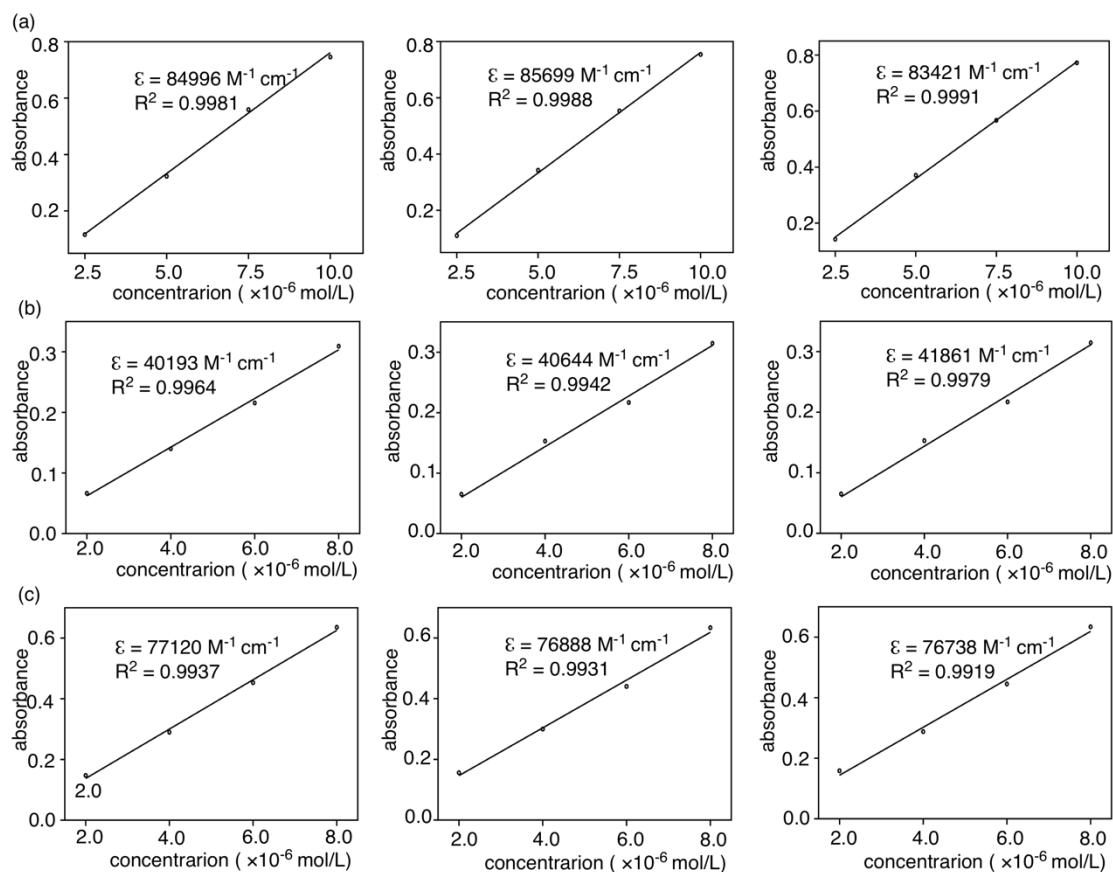 (a)
absorbance
0.8
0.6
0.4
0.2
ε = 84996 M⁻¹ cm⁻¹
R² = 0.9981
2.5 5.0 7.5 10.0
concentrarion ( ×10⁻⁶ mol/L)
absorbance
0.8
0.6
0.4
0.2
ε = 85699 M⁻¹ cm⁻¹
R² = 0.9988
2.5 5.0 7.5 10.0
concentrarion ( ×10⁻⁶ mol/L)
absorbance
0.8
0.6
0.4
0.2
ε = 83421 M⁻¹ cm⁻¹
R² = 0.9991
2.5 5.0 7.5 10.0
concentrarion ( ×10⁻⁶ mol/L)
(b)
absorbance
0.3
0.2
0.1
0.0
ε = 40193 M⁻¹ cm⁻¹
R² = 0.9964
2.0 4.0 6.0 8.0
concentrarion ( ×10⁻⁶ mol/L)
absorbance
0.3
0.2
0.1
0.0
ε = 40644 M⁻¹ cm⁻¹
R² = 0.9942
2.0 4.0 6.0 8.0
concentrarion ( ×10⁻⁶ mol/L)
absorbance
0.3
0.2
0.1
0.0
ε = 41861 M⁻¹ cm⁻¹
R² = 0.9979
2.0 4.0 6.0 8.0
concentrarion ( ×10⁻⁶ mol/L)
(c)
absorbance
0.6
0.4
0.2
0.0
ε = 77120 M⁻¹ cm⁻¹
R² = 0.9937
2.0
2.0 4.0 6.0 8.0
concentrarion ( ×10⁻⁶ mol/L)
absorbance
0.6
0.4
0.2
0.0
ε = 76888 M⁻¹ cm⁻¹
R² = 0.9931
2.0 4.0 6.0 8.0
concentrarion ( ×10⁻⁶ mol/L)
absorbance
0.6
0.4
0.2
0.0
ε = 76738 M⁻¹ cm⁻¹
R² = 0.9919
2.0 4.0 6.0 8.0
concentrarion ( ×10⁻⁶ mol/L)